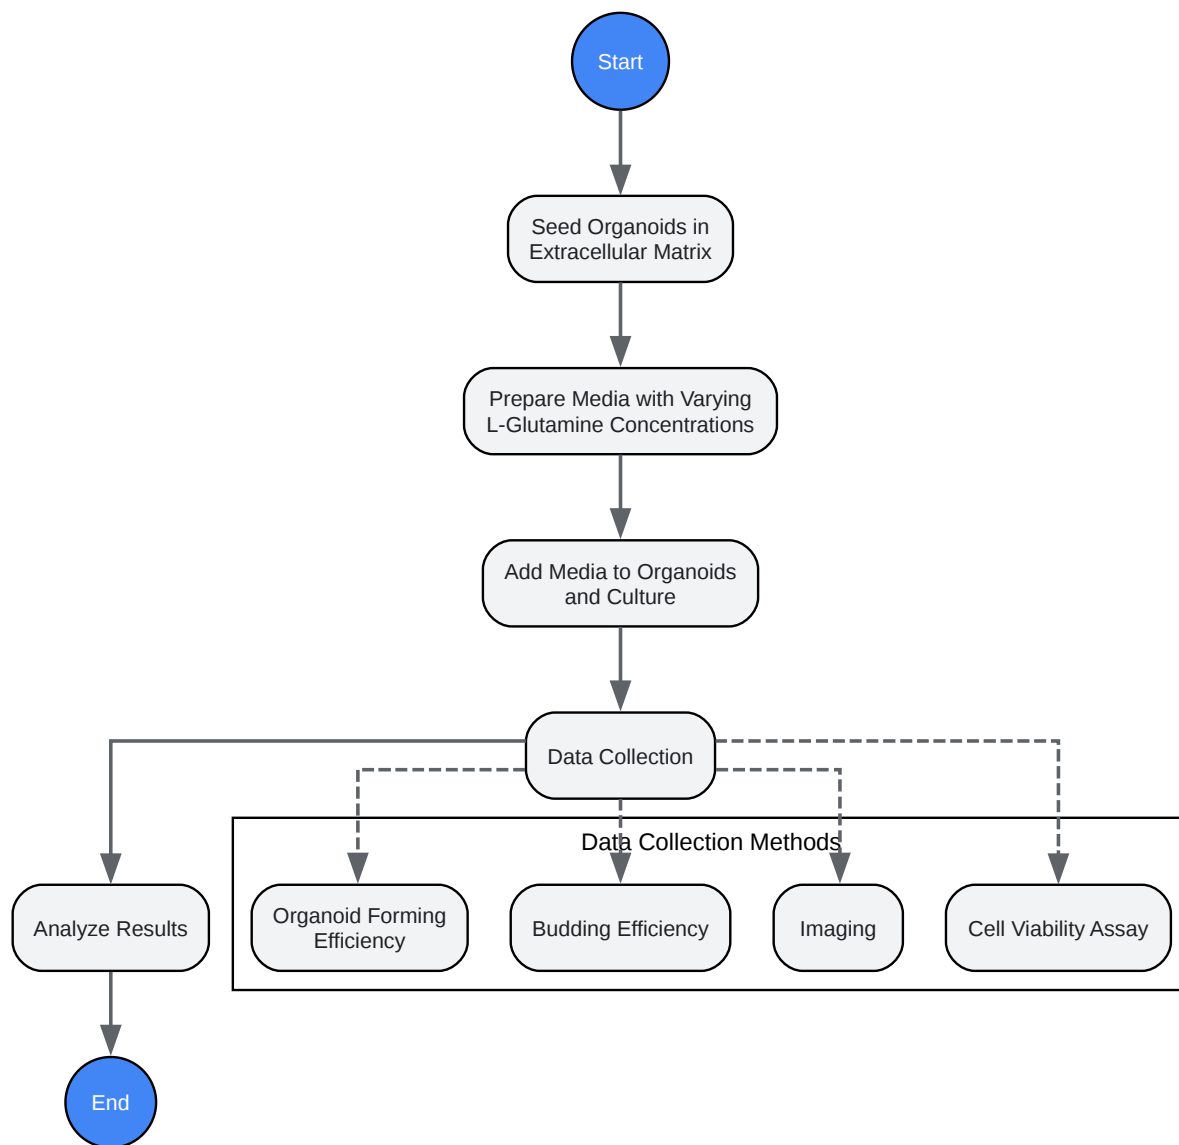 Start
Seed Organoids in
Extracellular Matrix
Prepare Media with Varying
L-Glutamine Concentrations
Add Media to Organoids
and Culture
Data Collection
Data Collection Methods
Analyze Results
Organoid Forming
Efficiency
Budding Efficiency
Imaging
Cell Viability Assay
End